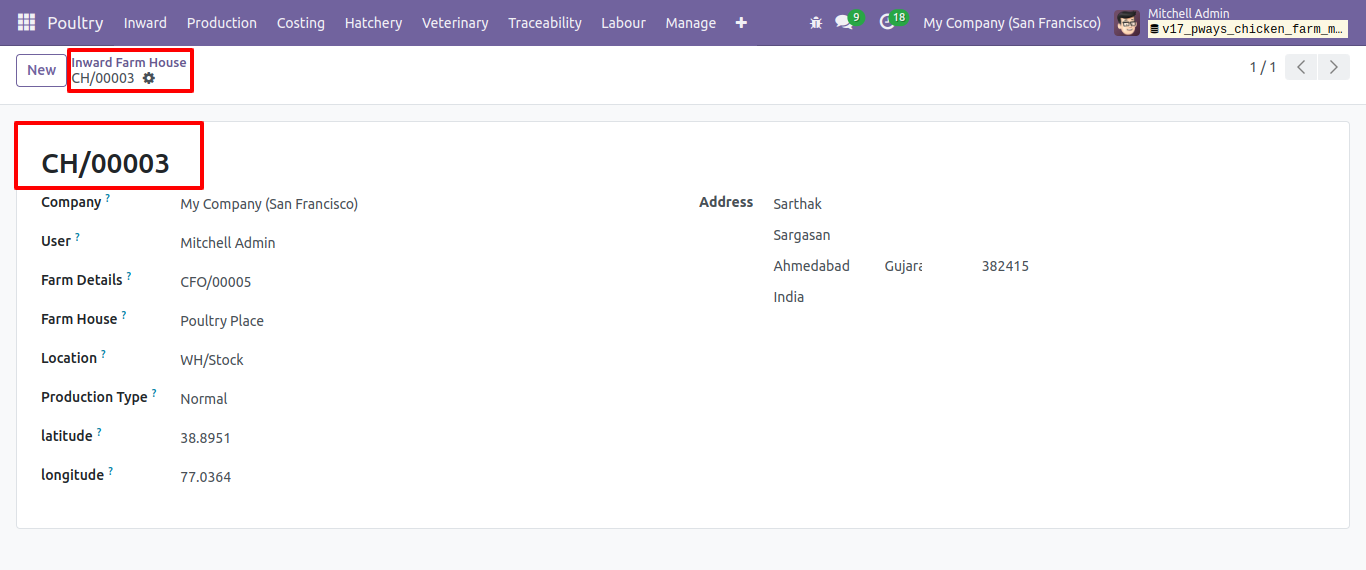 Poultry Inward Production Costing Hatchery Veterinary Traceability Labour Manage 9 18 My Company (San Francisco) Mitchell Admin
v17_pways_chicken_farm_m...
New Inward Farm House
CH/00003
1 / 1
CH/00003
Company ? My Company (San Francisco)
User ? Mitchell Admin
Farm Details ? CFO/00005
Farm House ? Poultry Place
Location ? WH/Stock
Production Type ? Normal
latitude ? 38.8951
longitude ? 77.0364
Address Sarthak
Sargasan
Ahmedabad Gujara 382415
India